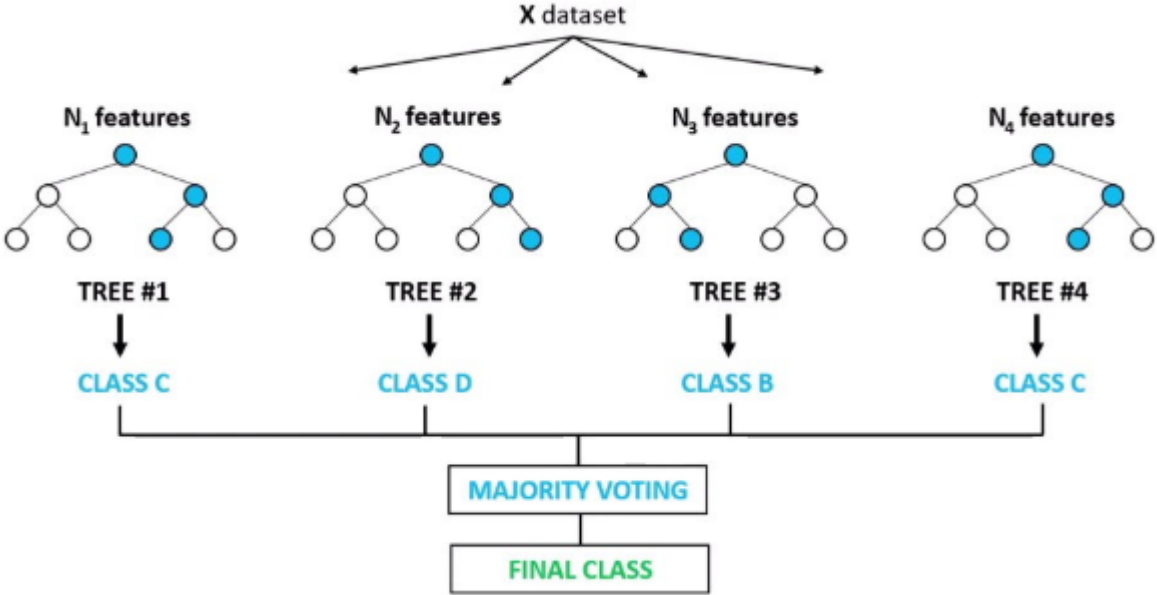 X dataset
N1 features N2 features N3 features N4 features
TREE #1 TREE #2 TREE #3 TREE #4
CLASS C CLASS D CLASS B CLASS C
MAJORITY VOTING
FINAL CLASS